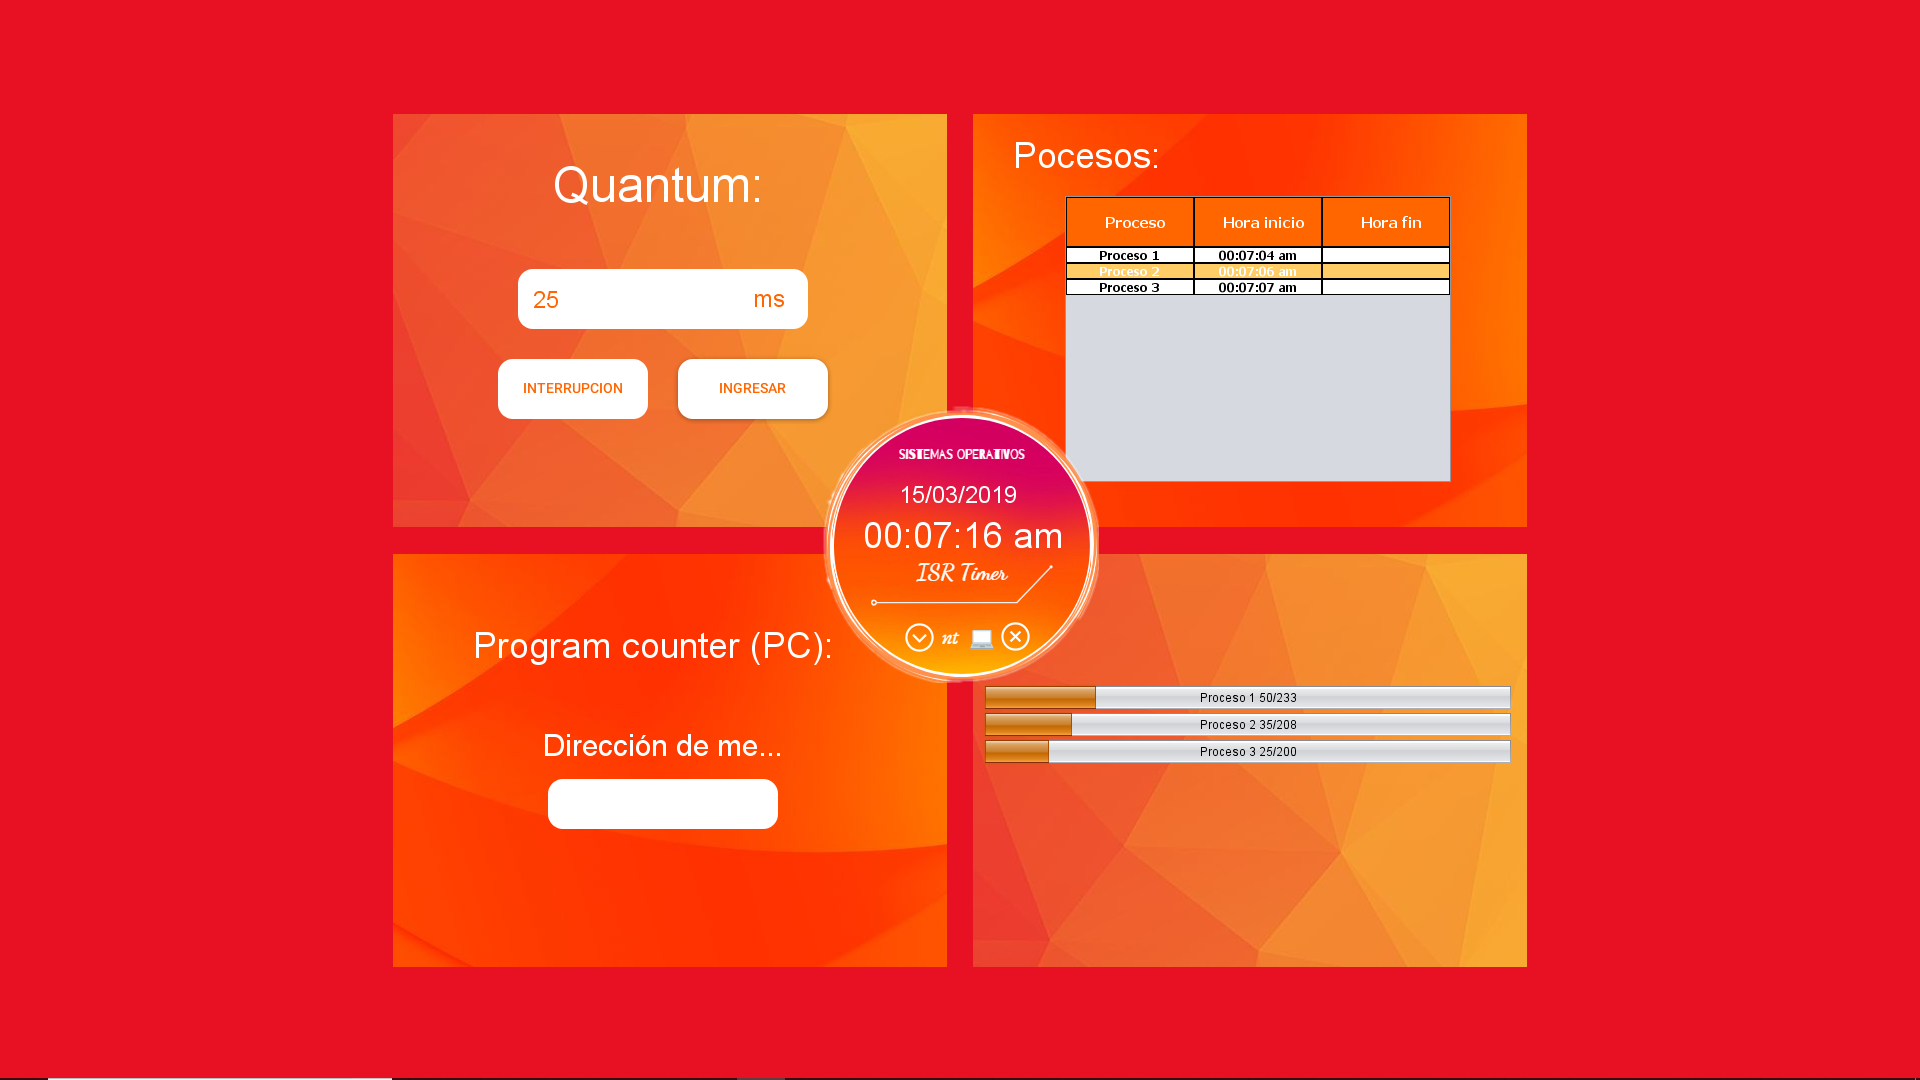 Quantum:
25 ms
INTERRUPCION INGRESAR
Pocesos:
Proceso Hora inicio Hora fin
Proceso 1 00:07:04 am
Proceso 2 00:07:06 am
Proceso 3 00:07:07 am
SISTEMAS OPERATIVOS
15/03/2019
00:07:16 am
ISR Timer
nt
Program counter (PC):
Dirección de me...
Proceso 1 50/233
Proceso 2 35/208
Proceso 3 25/200